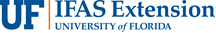 UF IFAS Extension
UNIVERSITY of FLORIDA